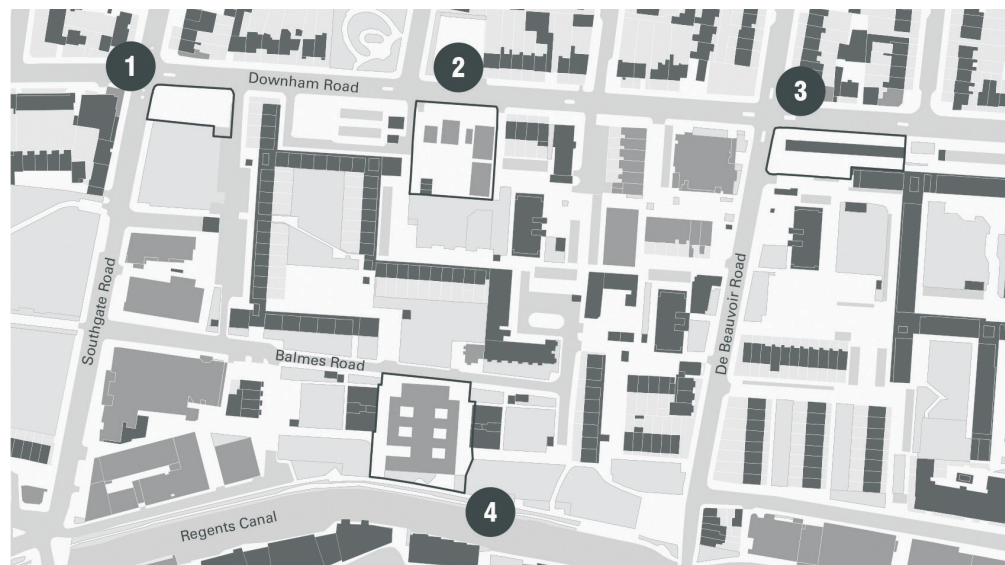 1
2
3
Downham Road
Southgate Road
De Beauvoir Road
Balmes Road
4
Regents Canal